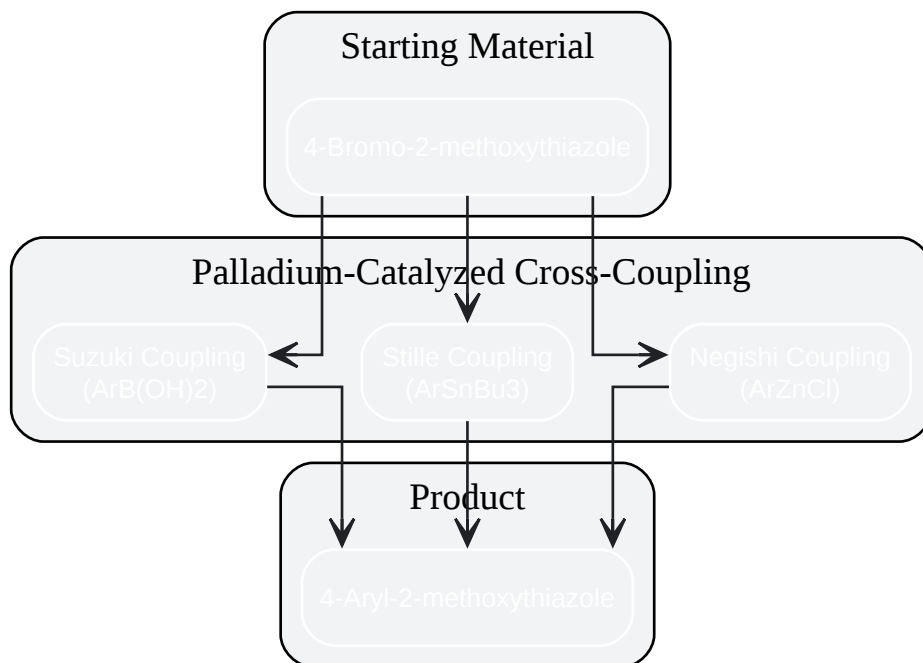 Starting Material
4-Bromo-2-methoxythiazole
Palladium-Catalyzed Cross-Coupling
Suzuki Coupling
(ArB(OH)2)
Stille Coupling
(ArSnBu3)
Negishi Coupling
(ArZnCl)
Product
4-Aryl-2-methoxythiazole